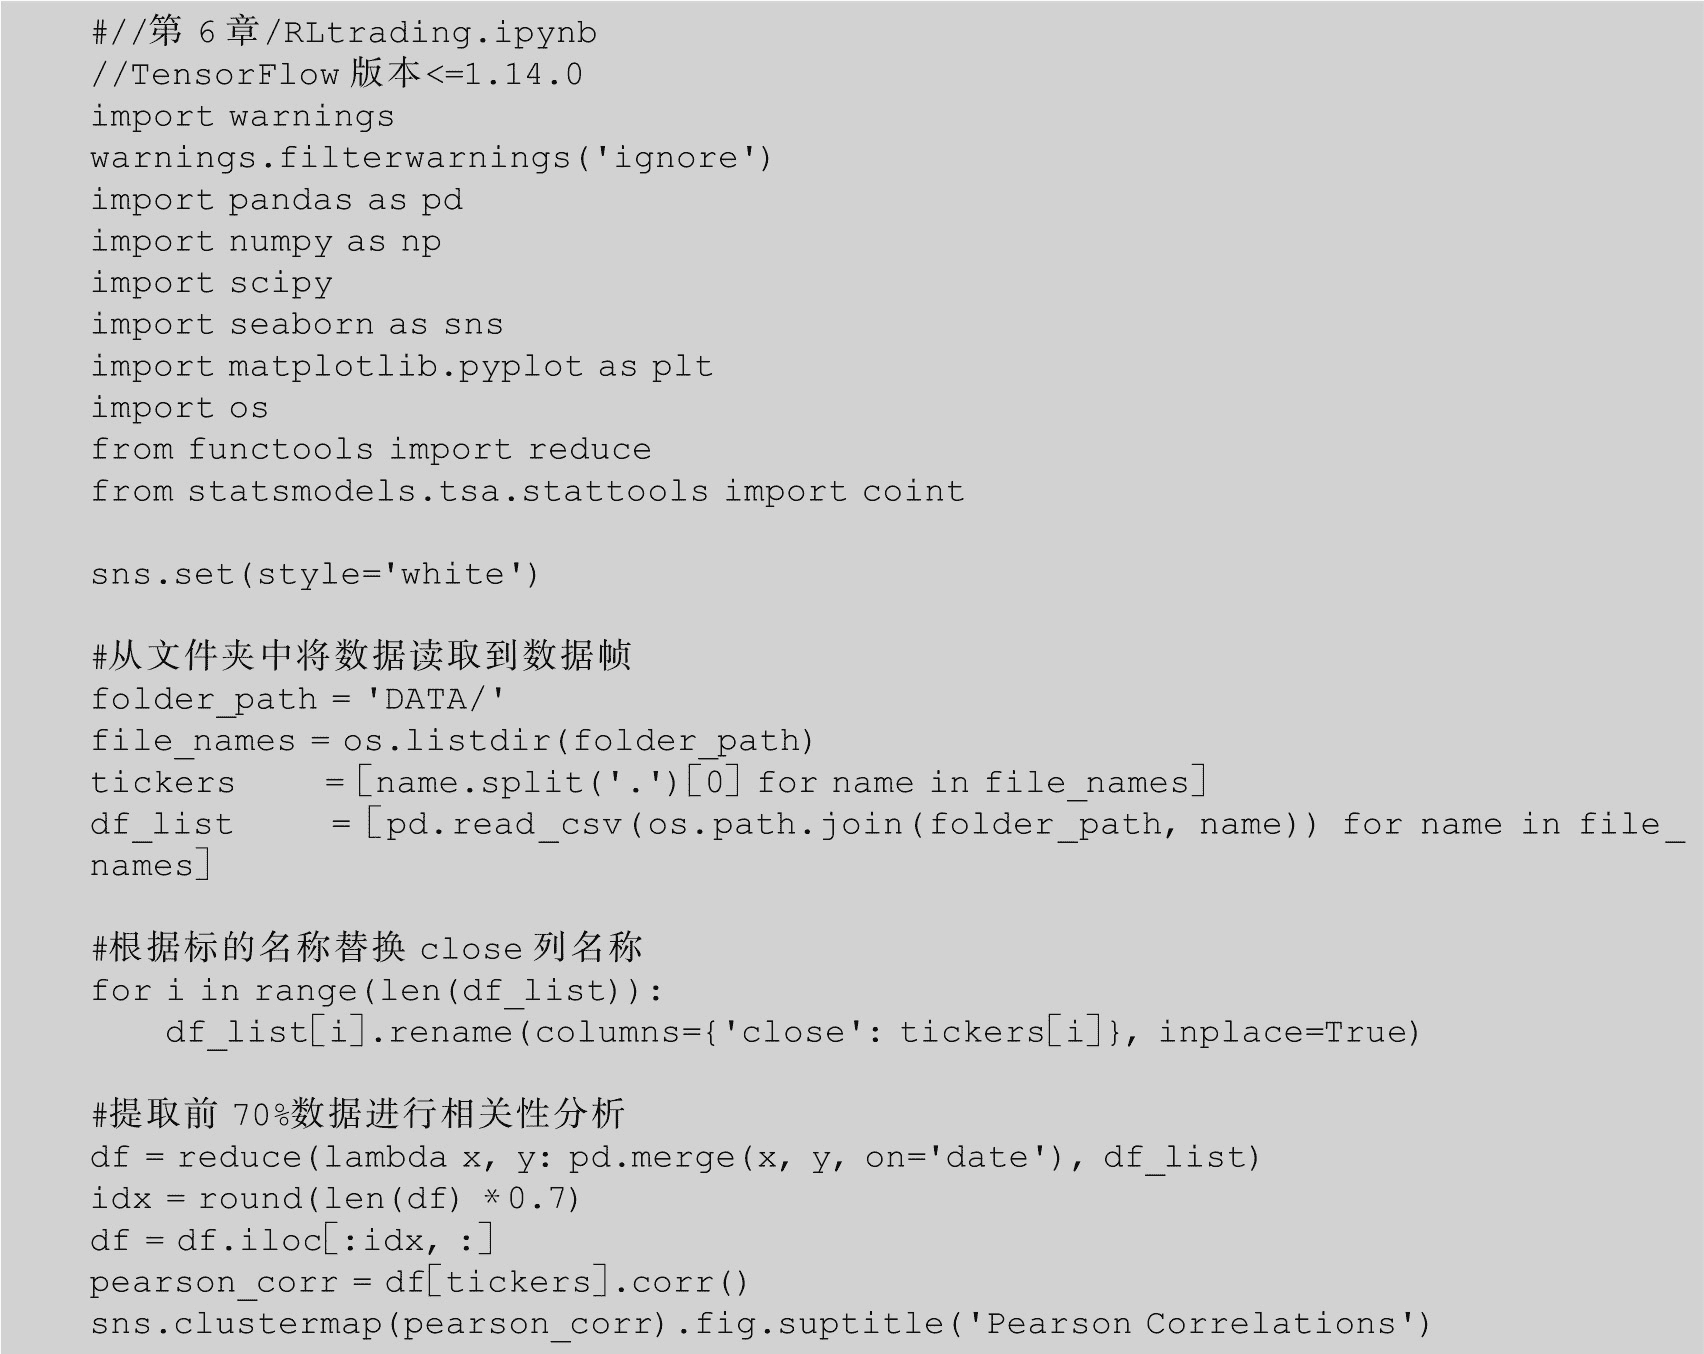 #//第 6 章/RLtrading.ipynb
//TensorFlow 版本<=1.14.0
import warnings
warnings.filterwarnings('ignore')
import pandas as pd
import numpy as np
import scipy
import seaborn as sns
import matplotlib.pyplot as plt
import os
from functools import reduce
from statsmodels.tsa.stattools import coint

sns.set(style='white')

#从文件夹中将数据读取到数据帧
folder_path = 'DATA/'
file_names = os.listdir(folder_path)
tickers    = [name.split('.')[0] for name in file_names]
df_list    = [pd.read_csv(os.path.join(folder_path, name)) for name in file_
names]

#根据标的名称替换 close 列名称
for i in range(len(df_list)):
    df_list[i].rename(columns={'close': tickers[i]}, inplace=True)

#提取前 70%数据进行相关性分析
df = reduce(lambda x, y: pd.merge(x, y, on='date'), df_list)
idx = round(len(df) *0.7)
df = df.iloc[:idx, :]
pearson_corr = df[tickers].corr()
sns.clustermap(pearson_corr).fig.suptitle('Pearson Correlations')